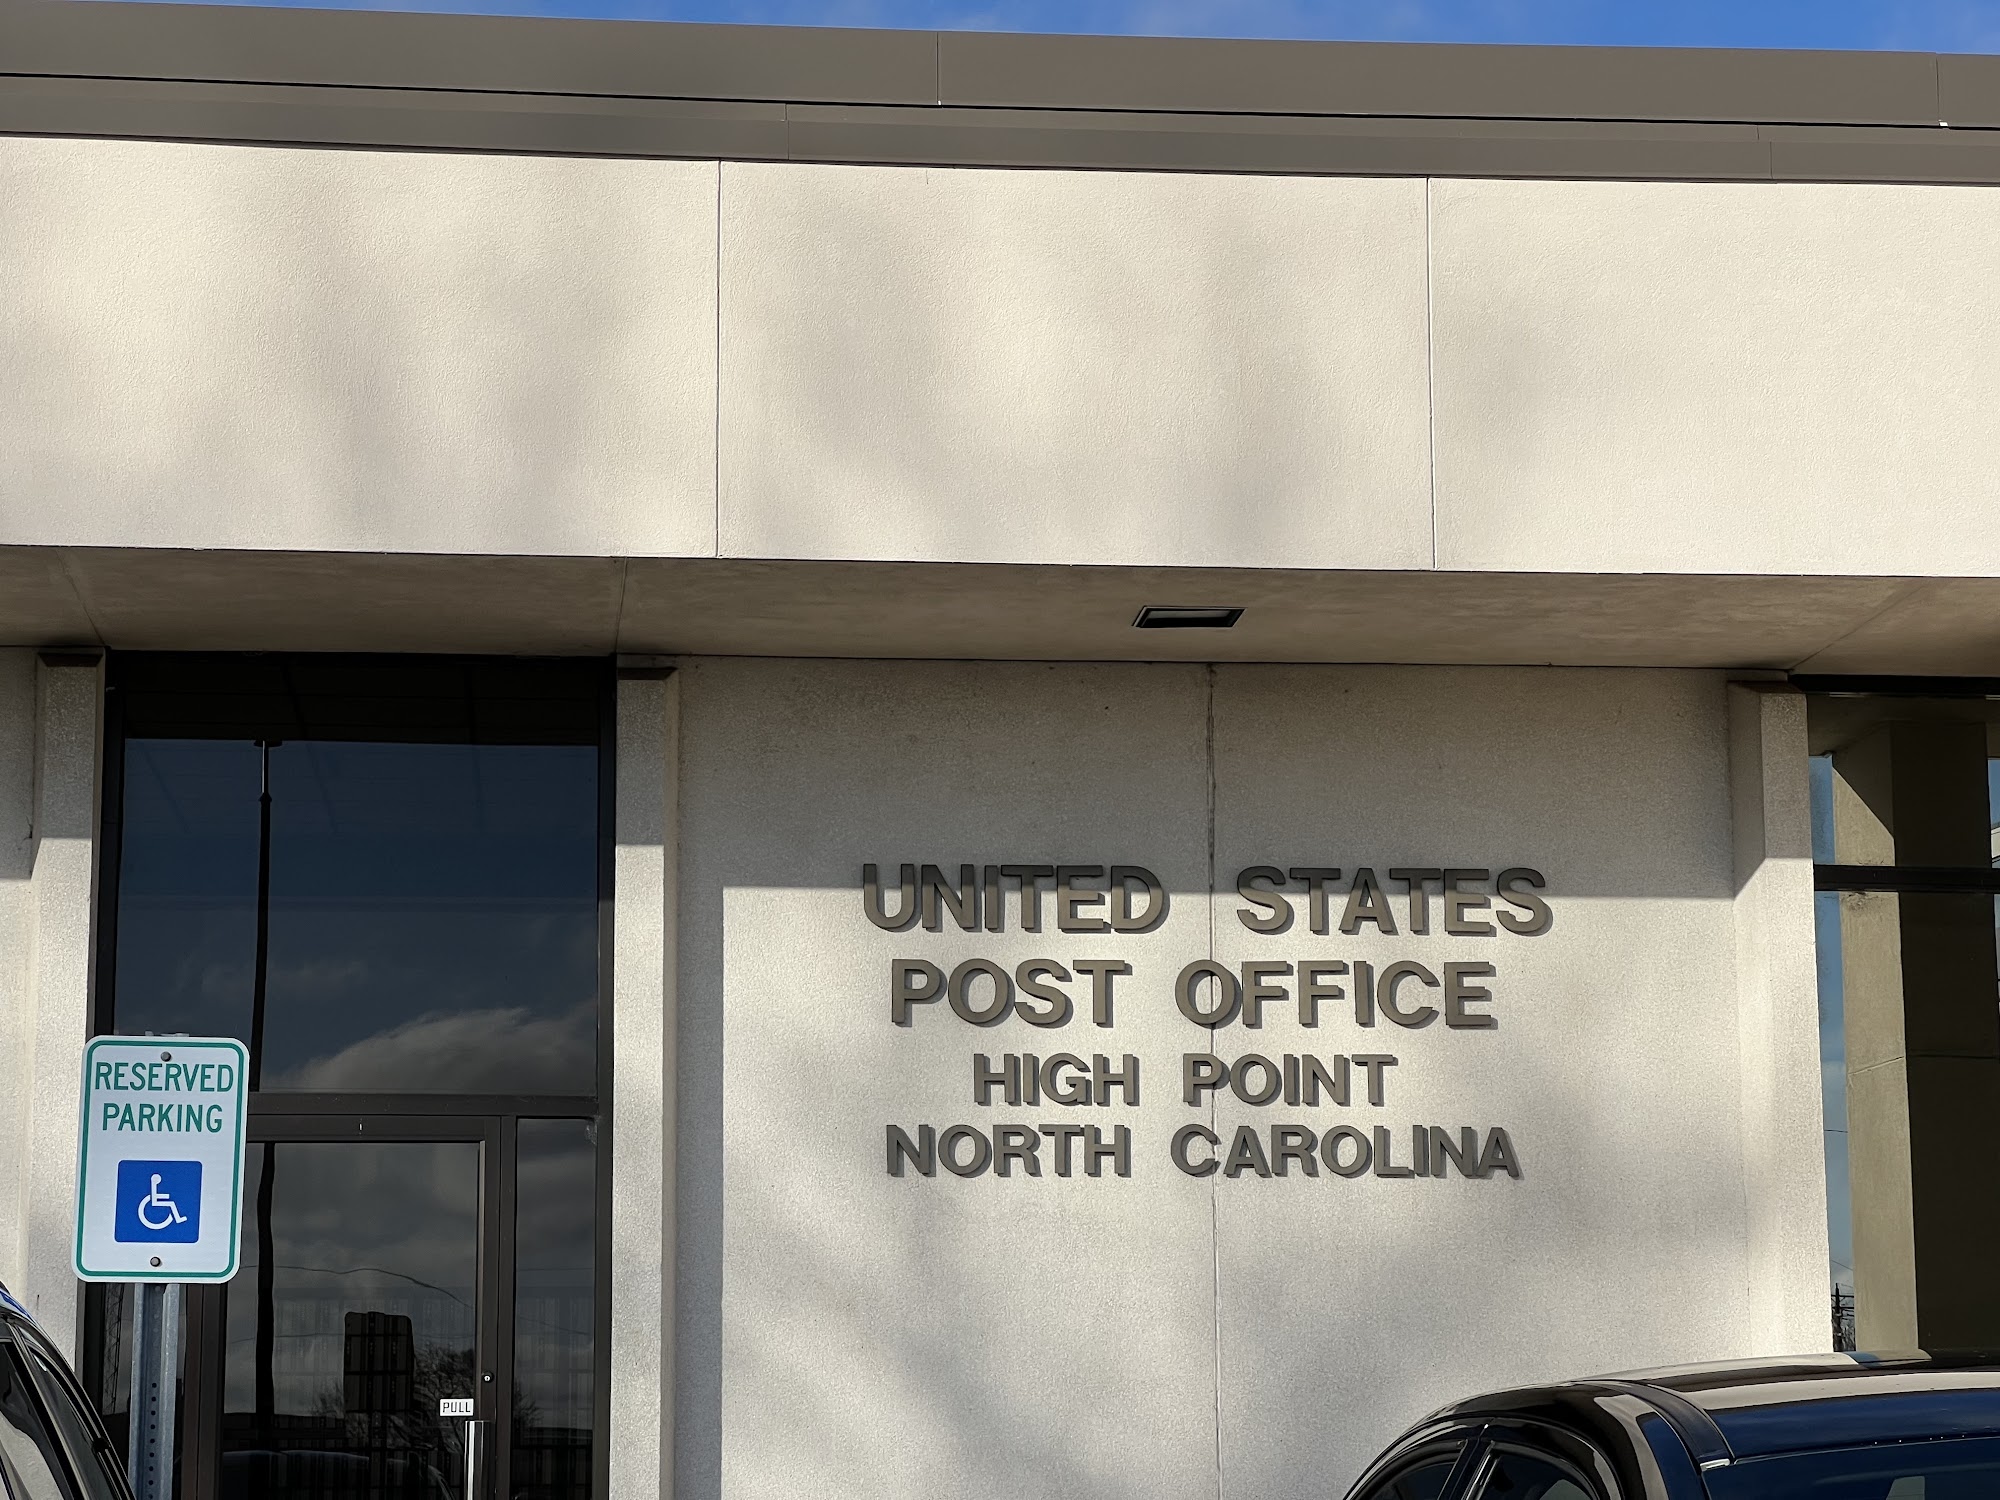 UNITED STATES
POST OFFICE
HIGH POINT
NORTH CAROLINA
RESERVED
PARKING
PULL